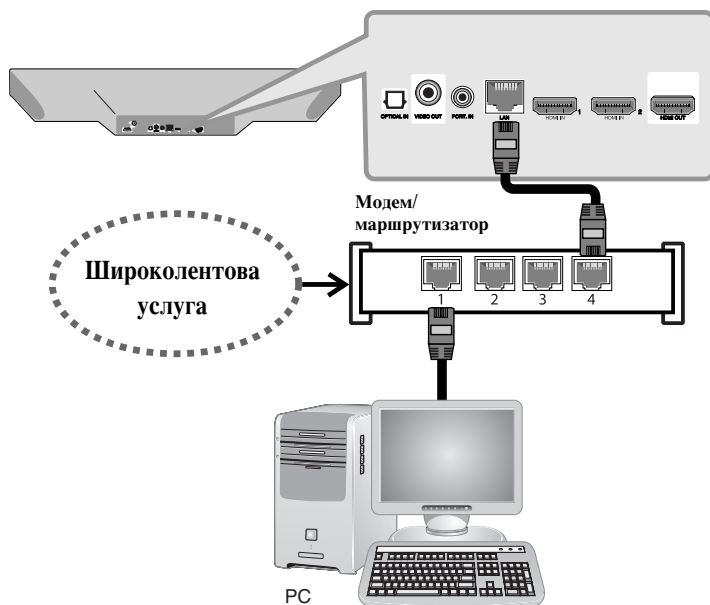 OPTICAL IN VIDEO OUT PORT. IN LAN HDMI IN 1 HDMI IN 2 HDMI OUT
Модем/
маршрутизатор
Широколентова
услуга
1 2 3 4
PC